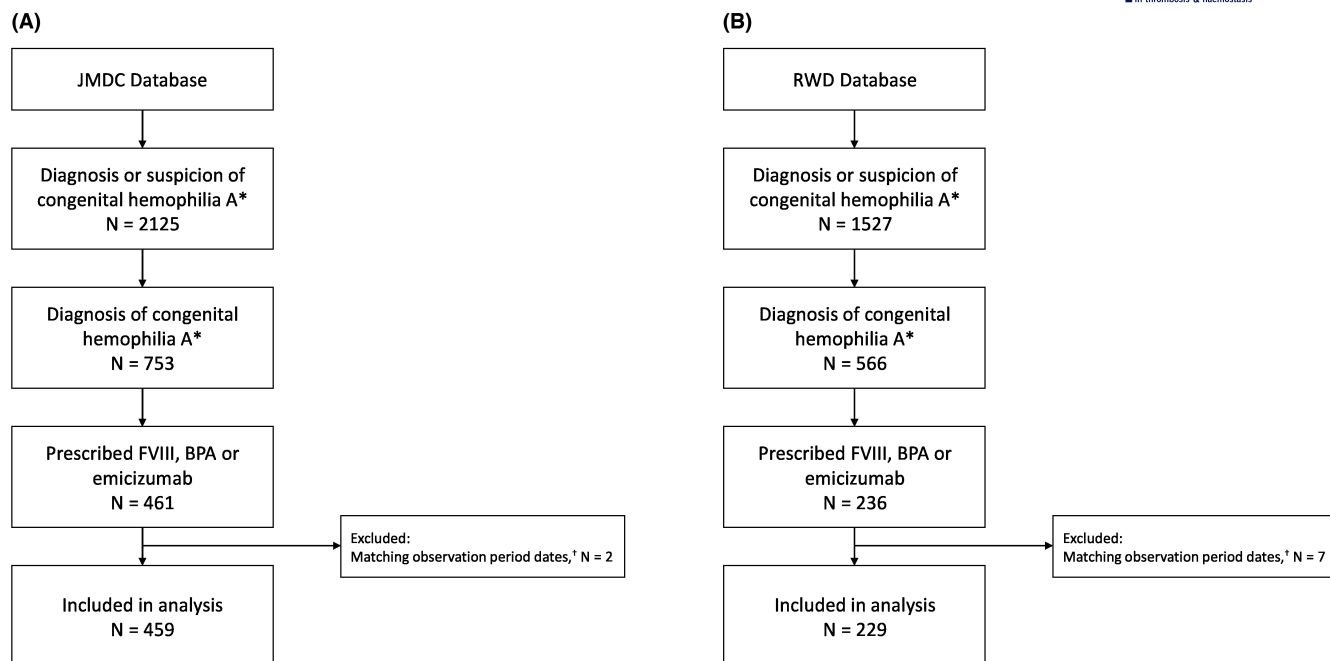 in thrombosis & haemostasis
(A)
JMDC Database
Diagnosis or suspicion of
congenital hemophilia A*
N = 2125
Diagnosis of congenital
hemophilia A*
N = 753
Prescribed FVIII, BPA or
emicizumab
N = 461
Excluded:
Matching observation period dates,† N = 2
Included in analysis
N = 459
(B)
RWD Database
Diagnosis or suspicion of
congenital hemophilia A*
N = 1527
Diagnosis of congenital
hemophilia A*
N = 566
Prescribed FVIII, BPA or
emicizumab
N = 236
Excluded:
Matching observation period dates,† N = 7
Included in analysis
N = 229